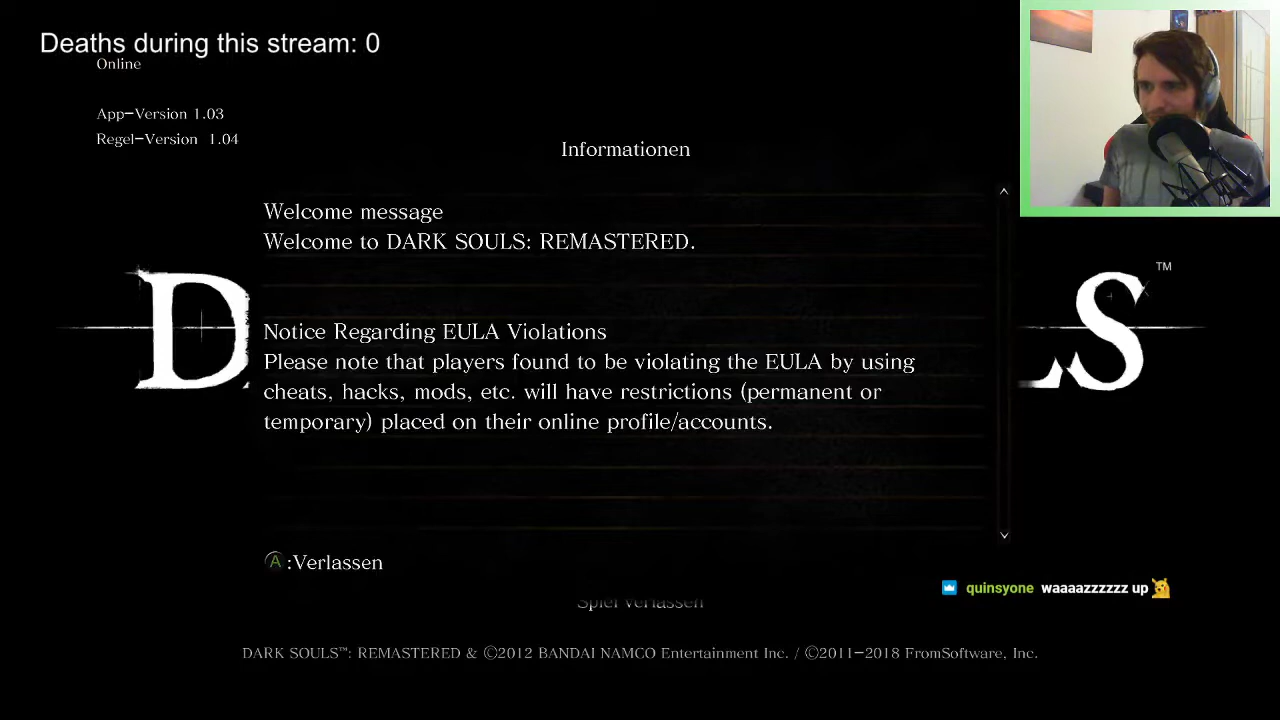 Deaths during this stream: 0
Online
App-Version 1.03
Regel-Version 1.04
Informationen
Welcome message
Welcome to DARK SOULS: REMASTERED.
Notice Regarding EULA Violations
Please note that players found to be violating the EULA by using
cheats, hacks, mods, etc. will have restrictions (permanent or
temporary) placed on their online profile/accounts.
D
LS
TM
A:Verlassen
quinsyone waaaazzzzzz up
Spiel verlassen
DARK SOULS™: REMASTERED & ©2012 BANDAI NAMCO Entertainment Inc. / ©2011-2018 FromSoftware, Inc.